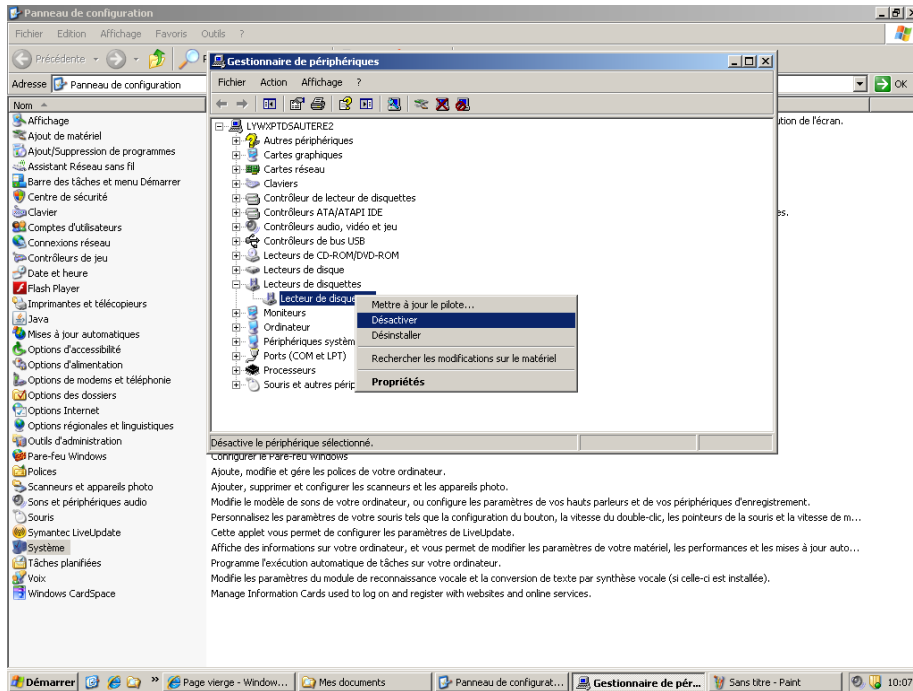 Panneau de configuration
Fichier Edition Affichage Favoris Outils ?
Précédente
Adresse Panneau de configuration
OK
Nom
Affichage
Ajout de matériel
Ajout/Suppression de programmes
Assistant Réseau sans fil
Barre des tâches et menu Démarrer
Centre de sécurité
Clavier
Comptes d'utilisateurs
Connexions réseau
Contrôleurs de jeu
Date et heure
Flash Player
Imprimantes et télécopieurs
Java
Mises à jour automatiques
Options d'accessibilité
Options d'alimentation
Options de modems et téléphonie
Options des dossiers
Options Internet
Options régionales et linguistiques
Outils d'administration
Pare-feu Windows
Polices
Scanneurs et appareils photo
Sons et périphériques audio
Souris
Symantec LiveUpdate
Système
Tâches planifiées
Voix
Windows CardSpace
Gestionnaire de périphériques
Fichier Action Affichage ?
LYWXPTDSAUTERE2
Autres périphériques
Cartes graphiques
Cartes réseau
Claviers
Contrôleur de lecteur de disquettes
Contrôleurs ATA/ATAPI IDE
Contrôleurs audio, vidéo et jeu
Contrôleurs de bus USB
Lecteurs de CD-ROM/DVD-ROM
Lecteurs de disque
Lecteurs de disquettes
Lecteur de disque
Moniteurs
Ordinateur
Périphériques systèm
Ports (COM et LPT)
Processeurs
Souris et autres périp
Mettre à jour le pilote...
Désactiver
Désinstaller
Rechercher les modifications sur le matériel
Propriétés
Désactive le périphérique sélectionné.
tion de l'écran.
es.
Configurer le Pare-feu Windows
Ajoute, modifie et gére les polices de votre ordinateur.
Ajouter, supprimer et configurer les scanneurs et les appareils photo.
Modifie le modèle de sons de votre ordinateur, ou configure les paramètres de vos hauts parleurs et de vos périphériques d'enregistrement.
Personnalisez les paramètres de votre souris tels que la configuration du bouton, la vitesse du double-clic, les pointeurs de la souris et la vitesse de m...
Cette applet vous permet de configurer les paramètres de LiveUpdate.
Affiche des informations sur votre ordinateur, et vous permet de modifier les paramètres de votre matériel, les performances et les mises à jour auto...
Programme l'exécution automatique de tâches sur votre ordinateur.
Modifie les paramètres du module de reconnaissance vocale et la conversion de texte par synthèse vocale (si celle-ci est installée).
Manage Information Cards used to log on and register with websites and online services.
Démarrer
Page vierge - Window...
Mes documents
Panneau de configurat...
Gestionnaire de pér...
Sans titre - Paint
10:07